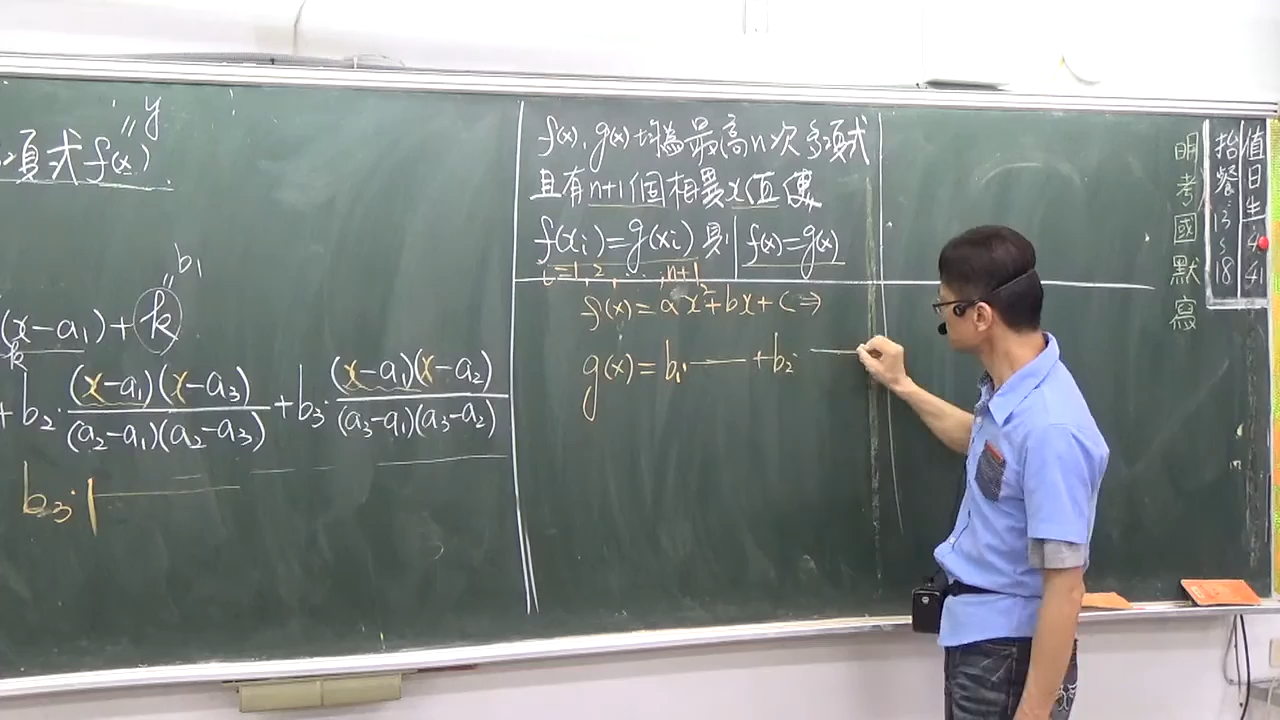 y
項式f(x)
b₁
(x-a₁)+k
k
+b₂·(x-a₁)(x-a₃)/(a₂-a₁)(a₂-a₃)+b₃·(x-a₁)(x-a₂)/(a₃-a₁)(a₃-a₂)
b₃·
f(x),g(x)均為最高n次多項式
且有n+1個相異x值使
f(xᵢ)=g(xᵢ)則f(x)=g(x)
i=1,2,...,n+1
f(x)=ax²+bx+c⇒
g(x)=b₁·—+b₂·—
明考國默寫
抬餐:13~18
值日生:4 41